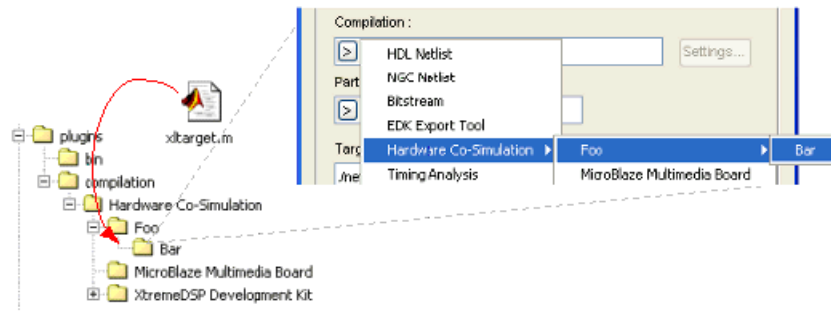 Compilation :
> Settings...
HDL Netlist
NGC Netlist
Part
Bitstream
>
EDK Export Tool
Targ
Hardware Co-Simulation
Foo
Bar
./ne
Timing Analysis
MicroBlaze Multimedia Board
xltarget.m
plugins
bin
compilation
Hardware Co-Simulation
Foo
Bar
MicroBlaze Multimedia Board
XtremeDSP Development Kit